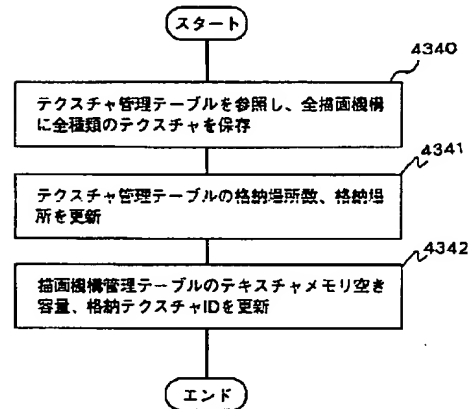 スタート
4340
テクスチャ管理テーブルを参照し、全描画機構
に全種類のテクスチャを保存
4341
テクスチャ管理テーブルの格納場所数、格納場
所を更新
4342
描画機構管理テーブルのテキスチャメモリ空き
容量、格納テクスチャIDを更新
エンド